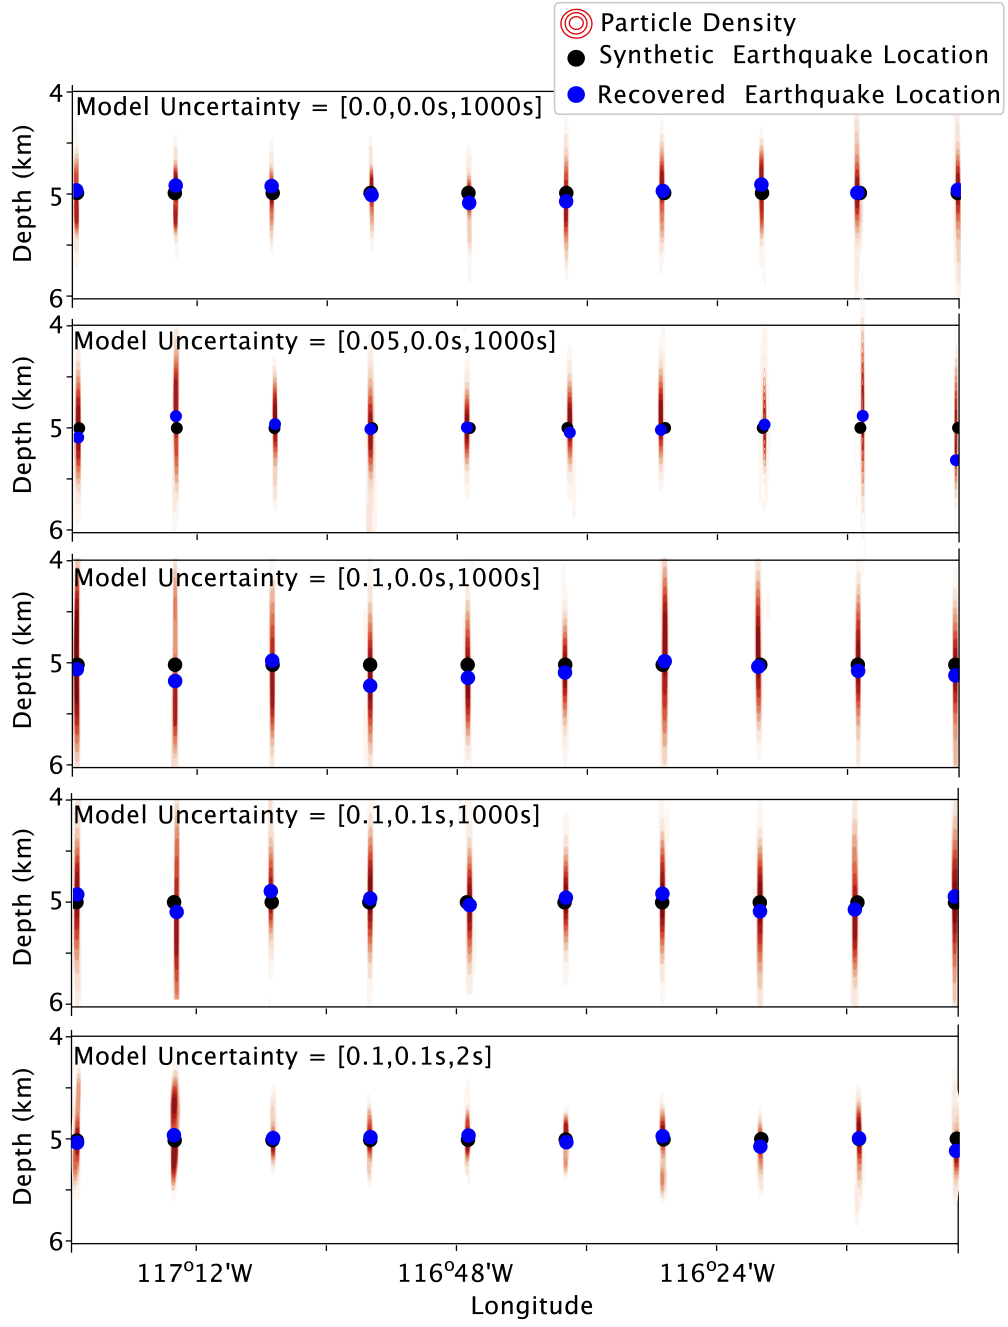 Particle Density
Synthetic Earthquake Location
Recovered Earthquake Location
4
Model Uncertainty = [0.0,0.0s,1000s]
Depth (km)
5
6
4
Model Uncertainty = [0.05,0.0s,1000s]
Depth (km)
5
6
4
Model Uncertainty = [0.1,0.0s,1000s]
Depth (km)
5
6
4
Model Uncertainty = [0.1,0.1s,1000s]
Depth (km)
5
6
4
Model Uncertainty = [0.1,0.1s,2s]
Depth (km)
5
6
117°12'W 116°48'W 116°24'W
Longitude